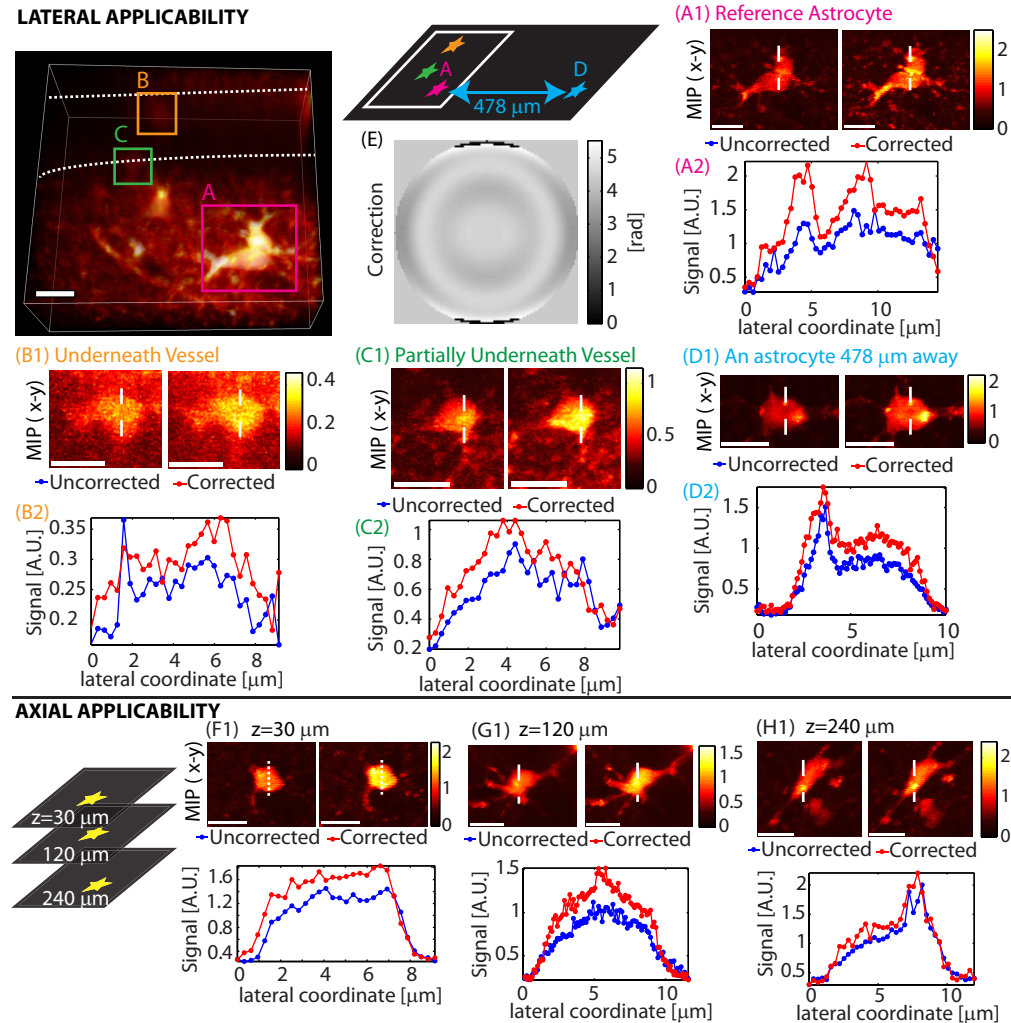 LATERAL APPLICABILITY
B
C
A
A
D
478 μm
(E)
Correction
5
4
3
2
1
0
[rad]
(A1) Reference Astrocyte
MIP (x-y)
2
1
0
Uncorrected
Corrected
(A2)
Signal [A.U.]
2
1.5
1
0.5
0
5
10
lateral coordinate [μm]
(B1) Underneath Vessel
MIP ( x-y)
0.4
0.2
0
Uncorrected
Corrected
(B2)
Signal [A.U.]
0.35
0.3
0.25
0.2
0 2 4 6 8
lateral coordinate [μm]
(C1) Partially Underneath Vessel
MIP ( x-y)
1
0.5
0
Uncorrected
Corrected
(C2)
Signal [A.U.]
1
0.8
0.6
0.4
0.2
0 2 4 6 8
lateral coordinate [μm]
(D1) An astrocyte 478 μm away
MIP ( x-y)
2
1
0
Uncorrected
Corrected
(D2)
Signal [A.U.]
1.5
1
0.5
0 5 10
lateral coordinate [μm]
AXIAL APPLICABILITY
z=30 μm
120 μm
240 μm
(F1) z=30 μm
MIP ( x-y)
2
1
0
Uncorrected
Corrected
Signal [A.U.]
1.6
1.2
0.8
0.4
0 2 4 6 8
lateral coordinate [μm]
(G1) z=120 μm
1.5
1
0.5
0
Uncorrected
Corrected
Signal [A.U.]
1.5
1
0.5
0 5 10
lateral coordinate [μm]
(H1) z=240 μm
2
1
0
Uncorrected
Corrected
Signal [A.U.]
2
1.5
1
0.5
0 2 4 6 8 10
lateral coordinate [μm]